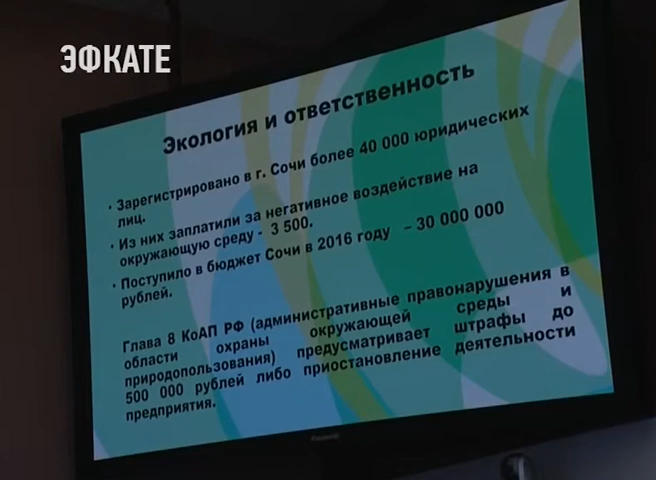 ЭФКАТЕ
Экология и ответственность
• Зарегистрировано в г. Сочи более 40 000 юридических
лиц.
• Из них заплатили за негативное воздействие на
окружающую среду - 3 500.
• Поступило в бюджет Сочи в 2016 году – 30 000 000
рублей.
Глава 8 КоАП РФ (административные правонарушения в
области охраны окружающей среды и
природопользования) предусматривает штрафы до
500 000 рублей либо приостановление деятельности
предприятия.
Panasonic